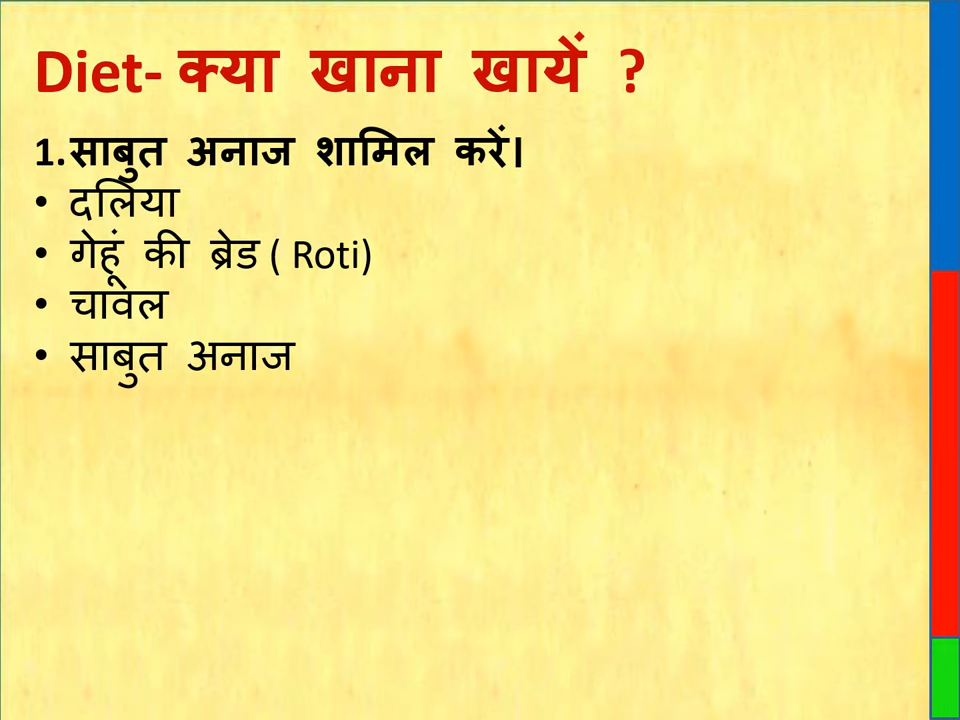 Diet- क्या खाना खायें ?
1. साबुत अनाज शामिल करें।
• दलिया
• गेहूं की ब्रेड ( Roti)
• चावल
• साबुत अनाज